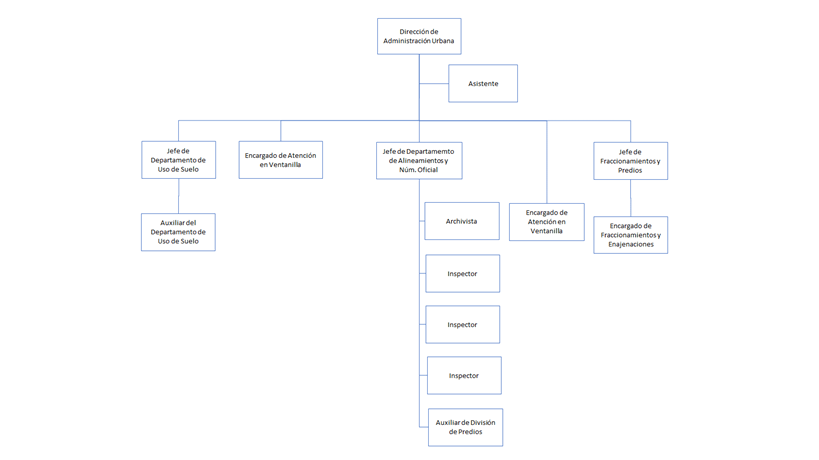 Dirección de
Administración Urbana
Asistente
Jefe de
Departamento de
Uso de Suelo
Encargado de Atención
en Ventanilla
Jefe de Departamemto
de Alineamientos y
Núm. Oficial
Jefe de
Fraccionamientos y
Predios
Auxiliar del
Departamento de
Uso de Suelo
Archivista
Encargado de
Atención en
Ventanilla
Encargado de
Fraccionamientos y
Enajenaciones
Inspector
Inspector
Inspector
Auxiliar de División
de Predios